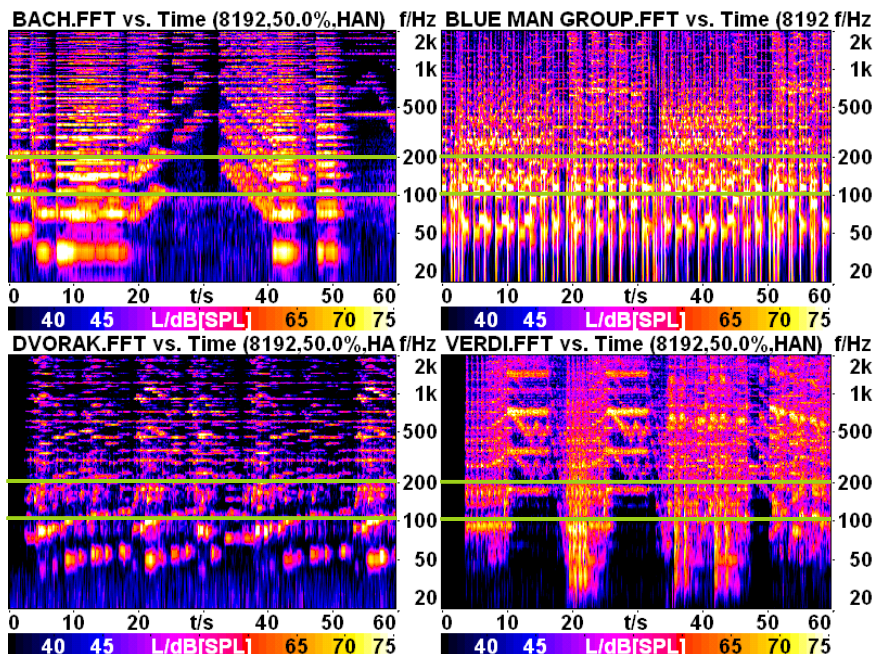 BACH.FFT vs. Time (8192,50.0%.HAN) f/Hz
2k
1k
500
200
100
50
20
0 10 20 t/s 40 60
40 45 L/dB[SPL] 65 70 75
BLUE MAN GROUP.FFT vs. Time (8192 f/Hz
2k
1k
500
200
100
50
20
0 10 20 t/s 40 60
40 45 L/dB[SPL] 65 70 75
DVORAK.FFT vs. Time (8192,50.0%.HA f/Hz
2k
1k
500
200
100
50
20
0 10 20 t/s 40 60
40 45 L/dB[SPL] 65 70 75
VERDI.FFT vs. Time (8192,50.0%.HAN) f/Hz
2k
1k
500
200
100
50
20
0 10 20 t/s 40 50 60
40 45 L/dB[SPL] 65 70 75